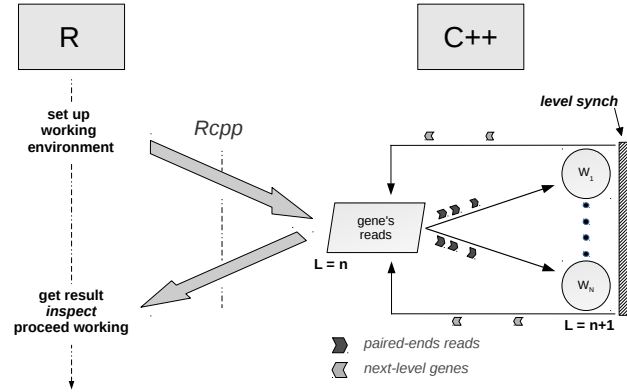 R
C++
level synch
set up
working
environment
Rcpp
W1
gene's
reads
L = n
WN
get result
inspect
proceed working
L = n+1
paired-ends reads
next-level genes